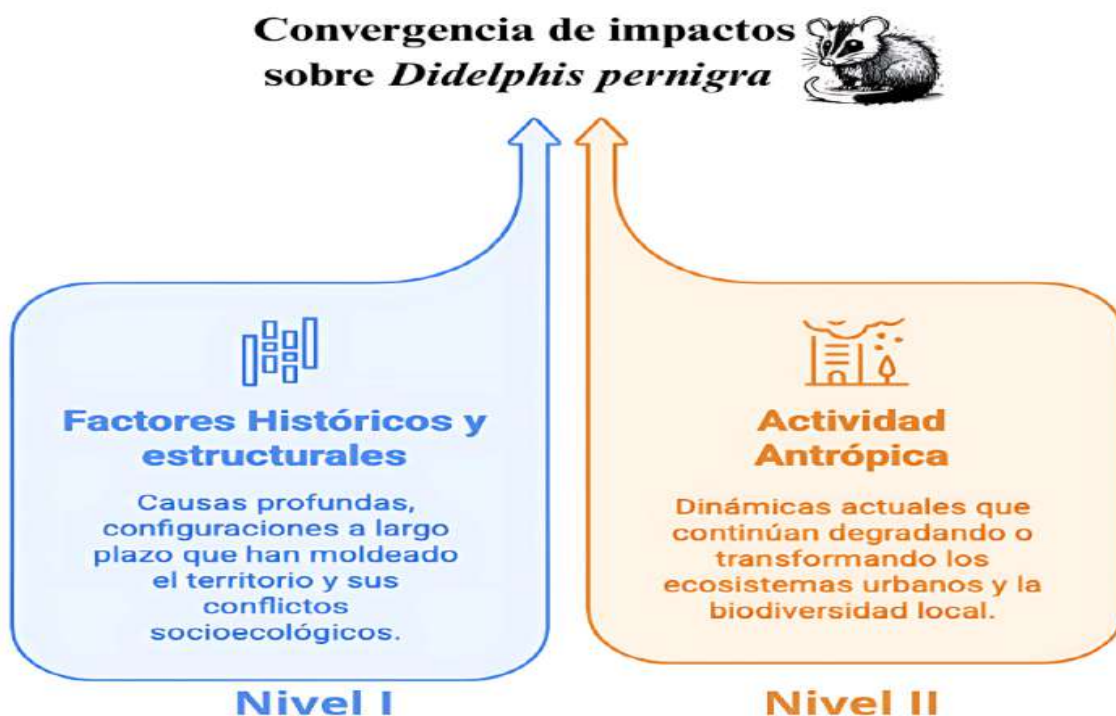 Convergencia de impactos
sobre Didelphis pernigra
Factores Históricos y
estructurales
Causas profundas,
configuraciones a largo
plazo que han moldeado
el territorio y sus
conflictos
socioecológicos.
Nivel I
Actividad
Antrópica
Dinámicas actuales que
continúan degradando o
transformando los
ecosistemas urbanos y la
biodiversidad local.
Nivel II